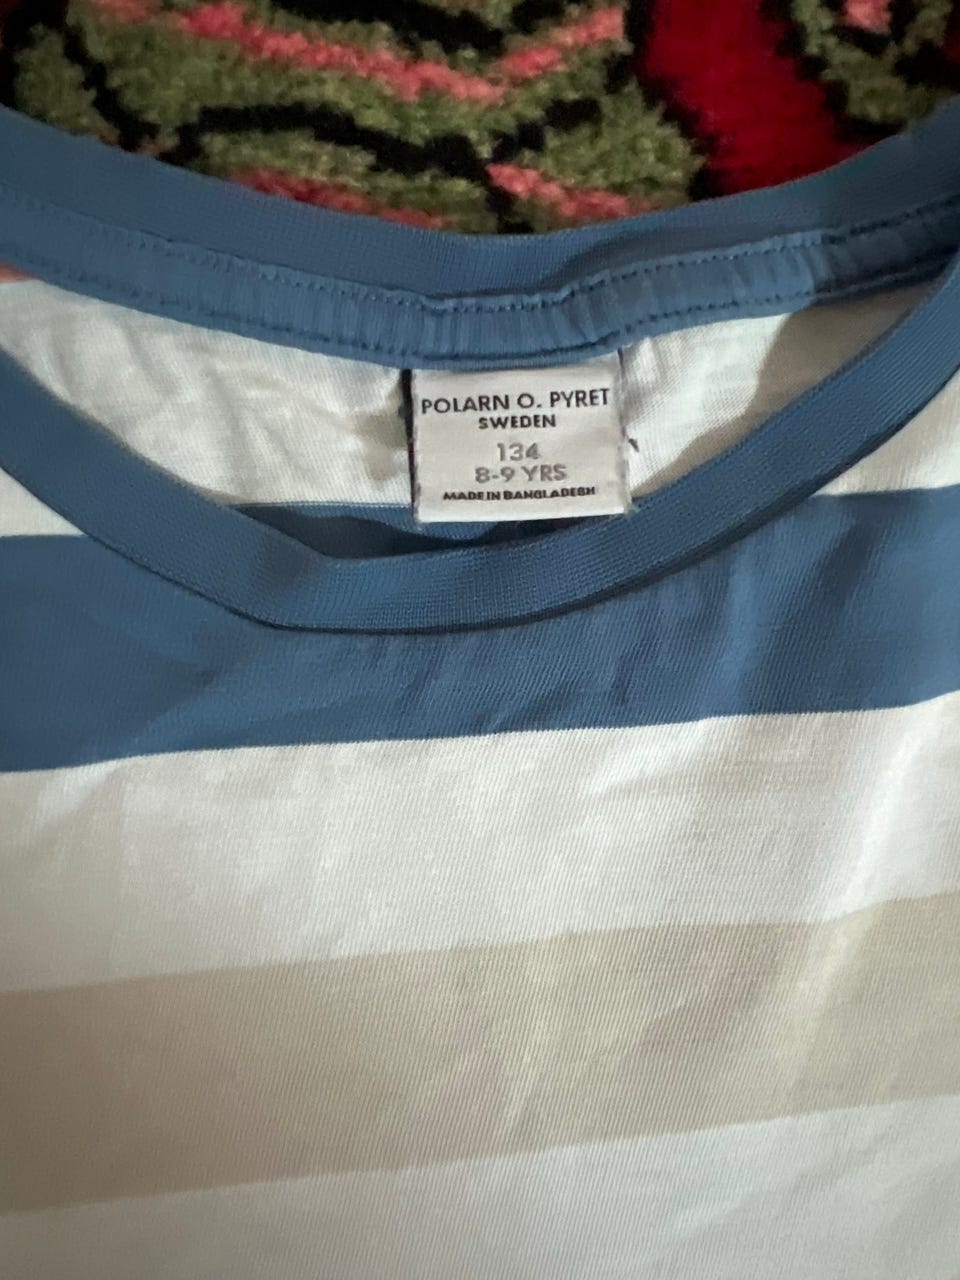 POLARN O. PYRET
SWEDEN
134
8-9 YRS
MADE IN BANGLADESH